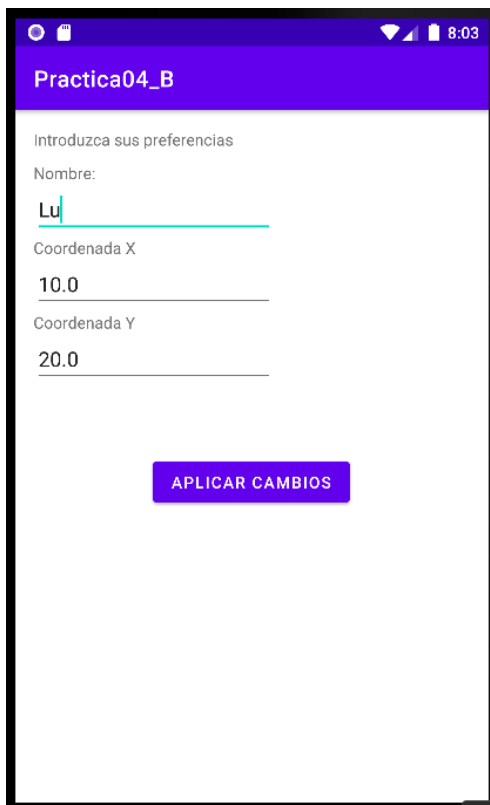 8:03
Practica04_B
Introduzca sus preferencias
Nombre:
Lu
Coordenada X
10.0
Coordenada Y
20.0
APLICAR CAMBIOS